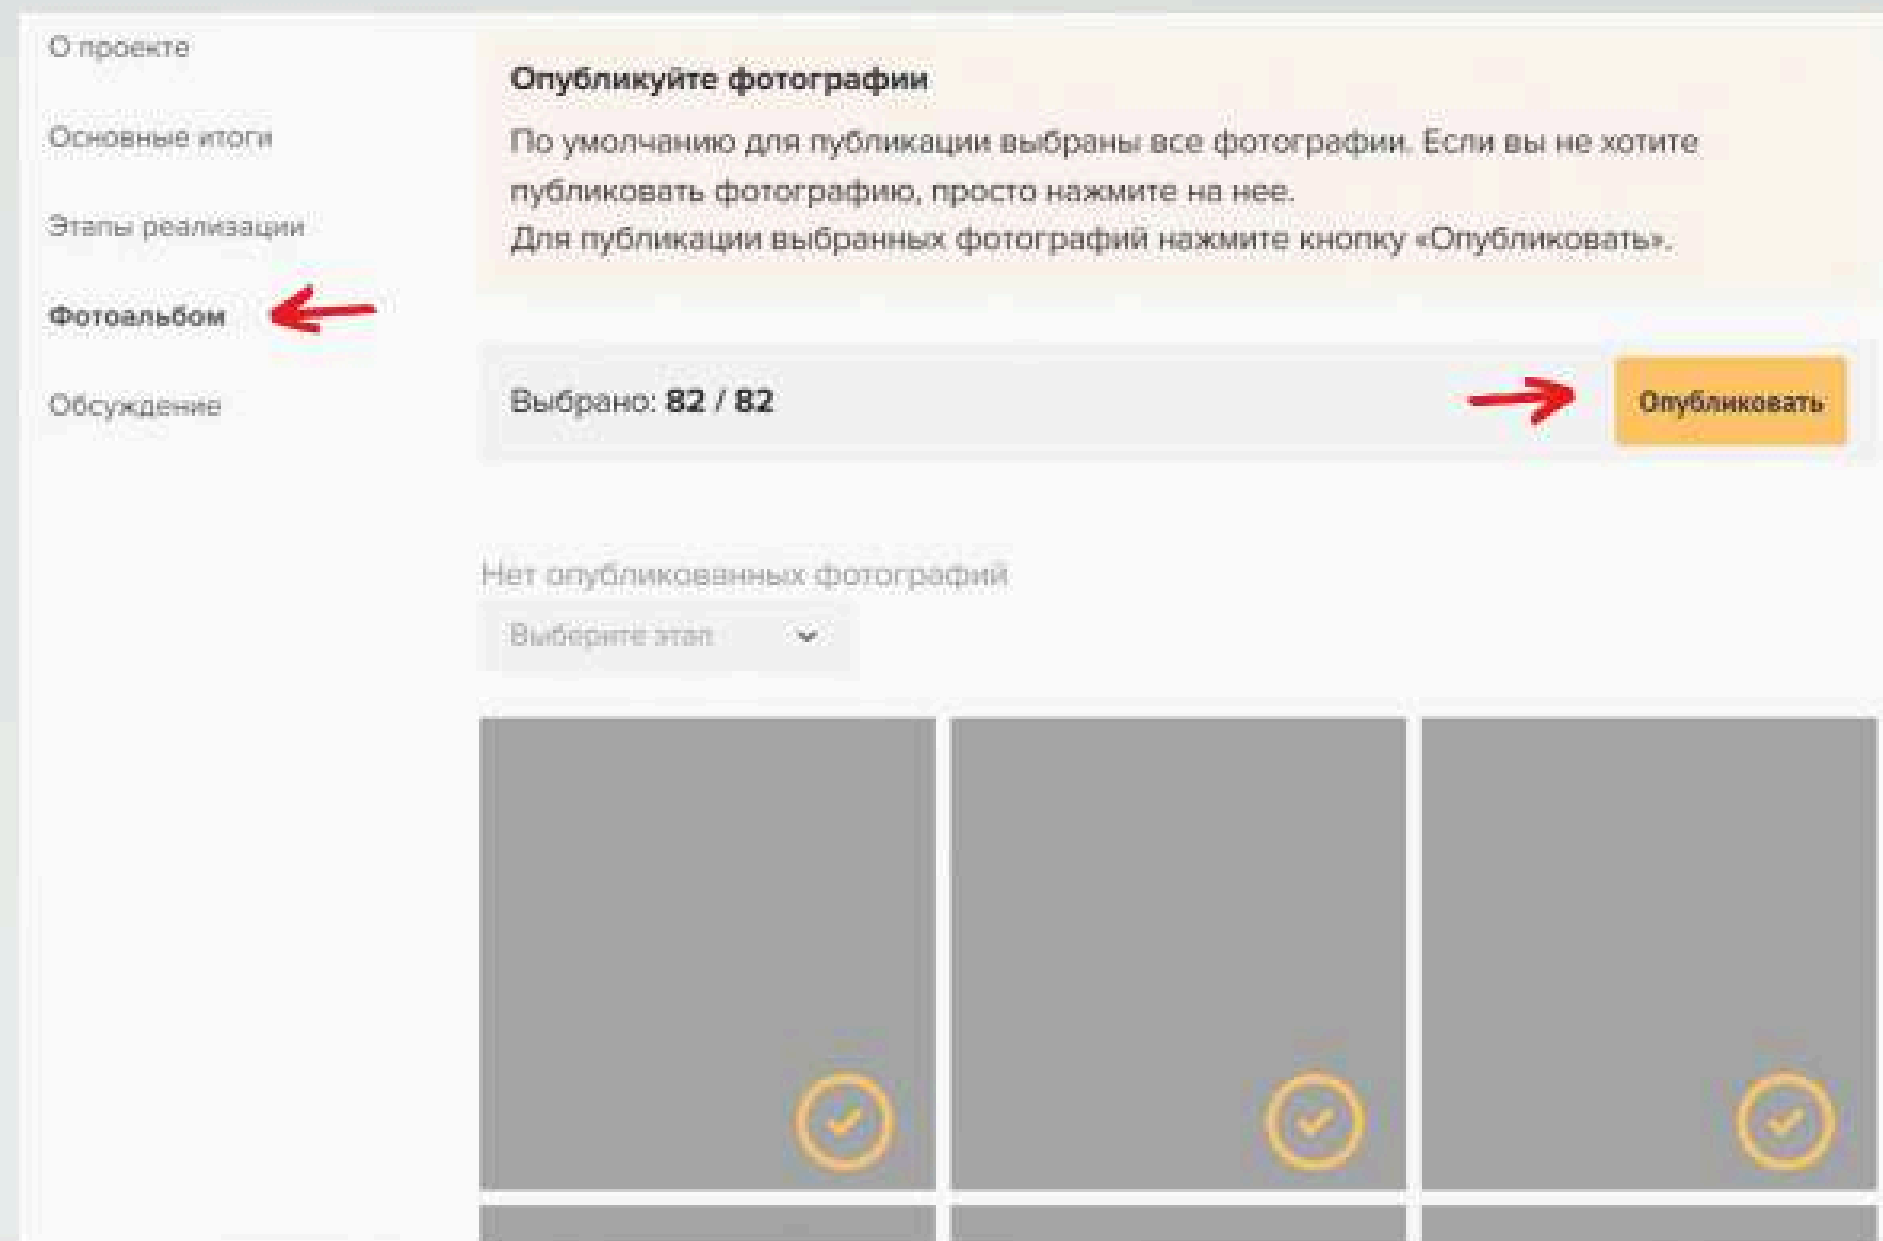 О проекте
Основные итоги
Этапы реализации
Фотоальбом
Обсуждение
Опубликуйте фотографии
По умолчанию для публикации выбраны все фотографии. Если вы не хотите
публиковать фотографию, просто нажмите на нее.
Для публикации выбранных фотографий нажмите кнопку «Опубликовать».
Выбрано: 82 / 82
Опубликовать
Нет опубликованных фотографий
Выберите этап